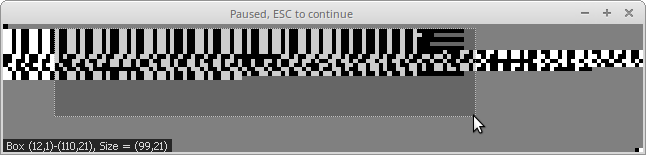 Paused, ESC to continue
Box (12,1)-(110,21), Size = (99,21)